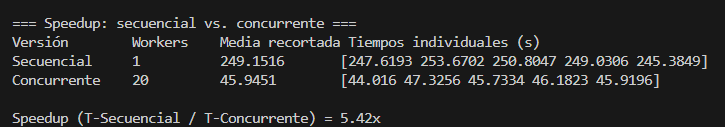 === Speedup: secuencial vs. concurrente ===
Versión Workers Media recortada Tiempos individuales (s)
Secuencial 1 249.1516 [247.6193 253.6702 250.8047 249.0306 245.3849]
Concurrente 20 45.9451 [44.016 47.3256 45.7334 46.1823 45.9196]
Speedup (T-Secuencial / T-Concurrente) = 5.42x